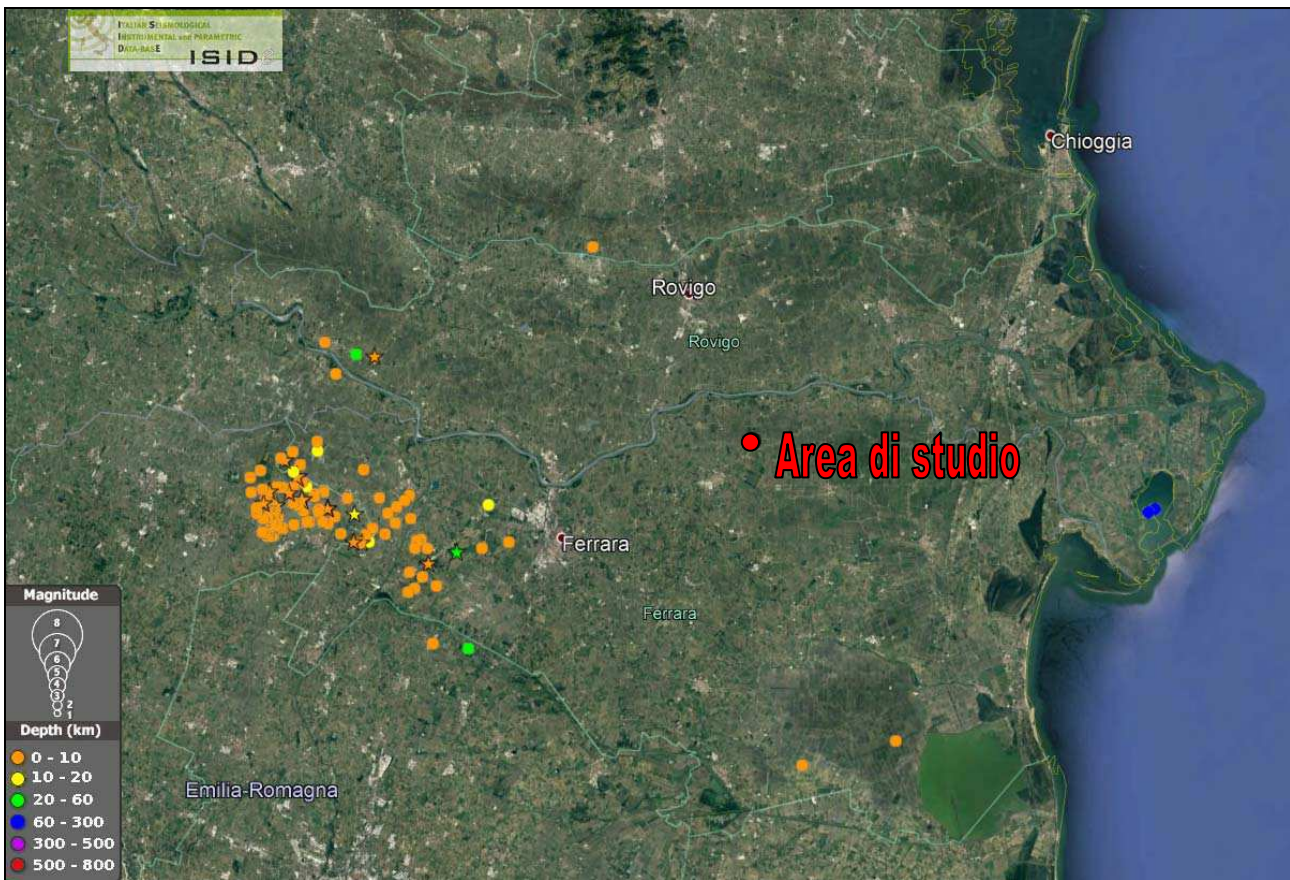 ITALIAN SEISMOLOGICAL
INSTRUMENTAL and PARAMETRIC
DATA-BASE
ISIDe
Chioggia
Rovigo
Rovigo
Area di studio
Ferrara
Ferrara
Emilia-Romagna
Magnitude
8
7
6
5
4
3
2
1
Depth (km)
0 - 10
10 - 20
20 - 60
60 - 300
300 - 500
500 - 800